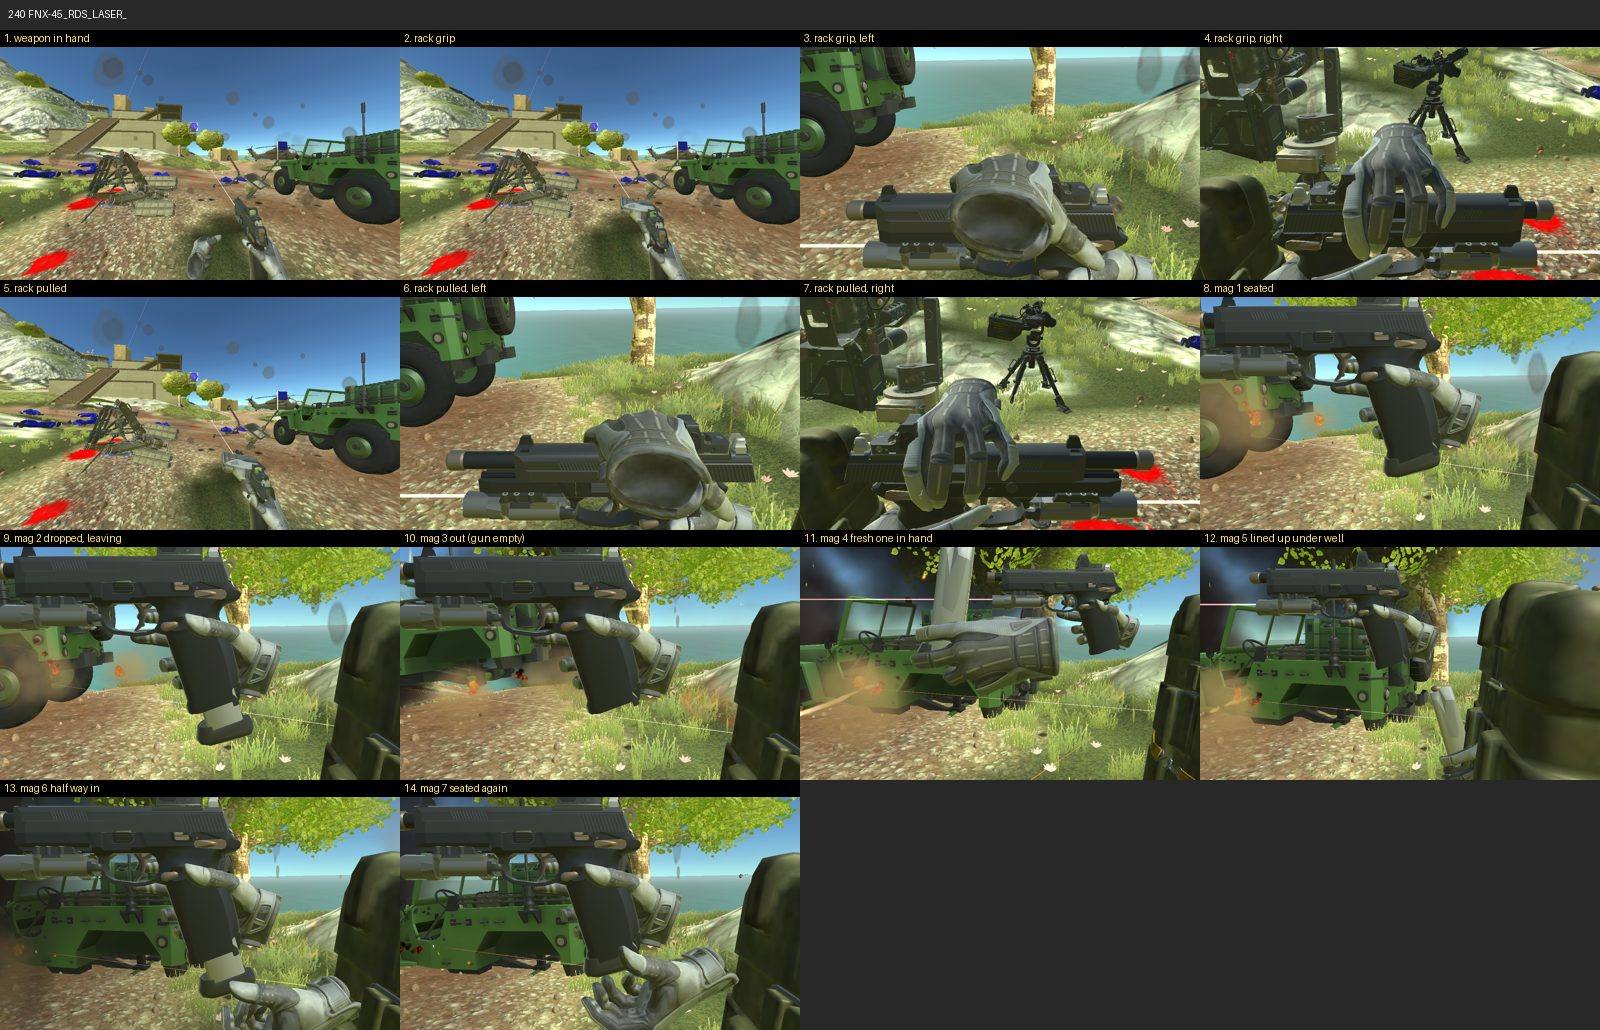 240 FNX-45_RDS_LASER_
1. weapon in hand
2. rack grip
3. rack grip, left
4. rack grip, right
5. rack pulled
6. rack pulled, left
7. rack pulled, right
8. mag 1 seated
9. mag 2 dropped, leaving
10. mag 3 out (gun empty)
11. mag 4 fresh one in hand
12. mag 5 lined up under well
13. mag 6 half way in
14. mag 7 seated again